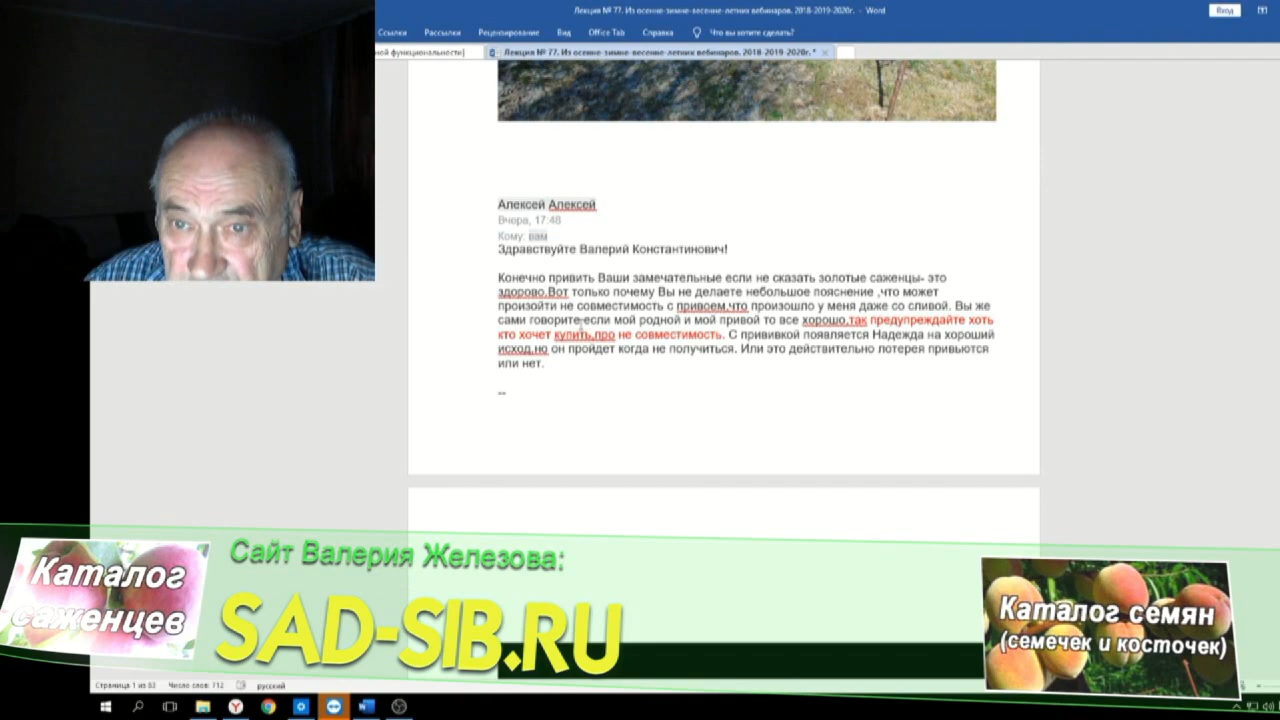 Лекция № 77. Из осенне-зимне-весенне-летних вебинаров. 2018-2019-2020г. - Word
Вход
Ссылки Рассылки Рецензирование Вид Office Tab Справка Что вы хотите сделать?
ной функциональности] Лекция № 77. Из осенне-зимне-весенне-летних вебинаров. 2018-2019-2020г. *
Алексей Алексей
Вчера, 17:48
Кому: вам
Здравствуйте Валерий Константинович!
Конечно привить Ваши замечательные если не сказать золотые саженцы- это
здорово,Вот только почему Вы не делаете небольшое пояснение ,что может
произойти не совместимость с привоем,что произошло у меня даже со сливой. Вы же
сами говорите если мой родной и мой привой то все хорошо,так предупреждайте хоть
кто хочет купить,про не совместимость. С прививкой появляется Надежда на хороший
исход,но он пройдет когда не получиться. Или это действительно лотерея привьются
или нет.
--
Сайт Валерия Железова:
SAD-SIB.RU
Каталог
саженцев
Каталог семян
(семечек и косточек)
Страница 1 из 63 Число слов: 712 русский